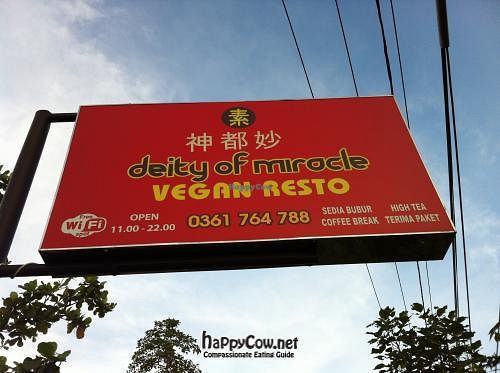 素
神都妙
deity of miracle
VEGAN RESTO
Free
WiFi
OPEN
11.00 - 22.00
0361 764 788
SEDIA BUBUR
COFFEE BREAK
HIGH TEA
TERIMA PAKET
HappyCow.net
Compassionate Eating Guide